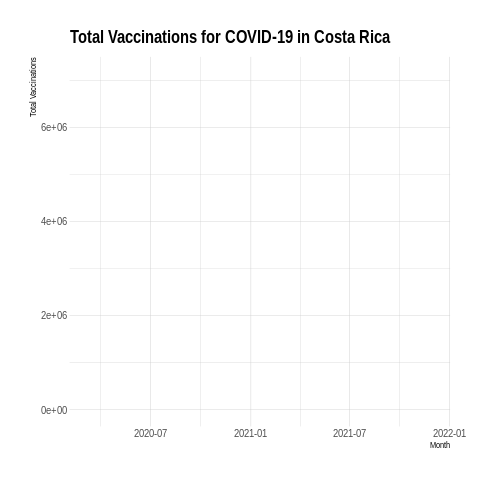 Total Vaccinations for COVID-19 in Costa Rica
Total Vaccinations
6e+06
4e+06
2e+06
0e+00
2020-07 2021-01 2021-07 2022-01
Month